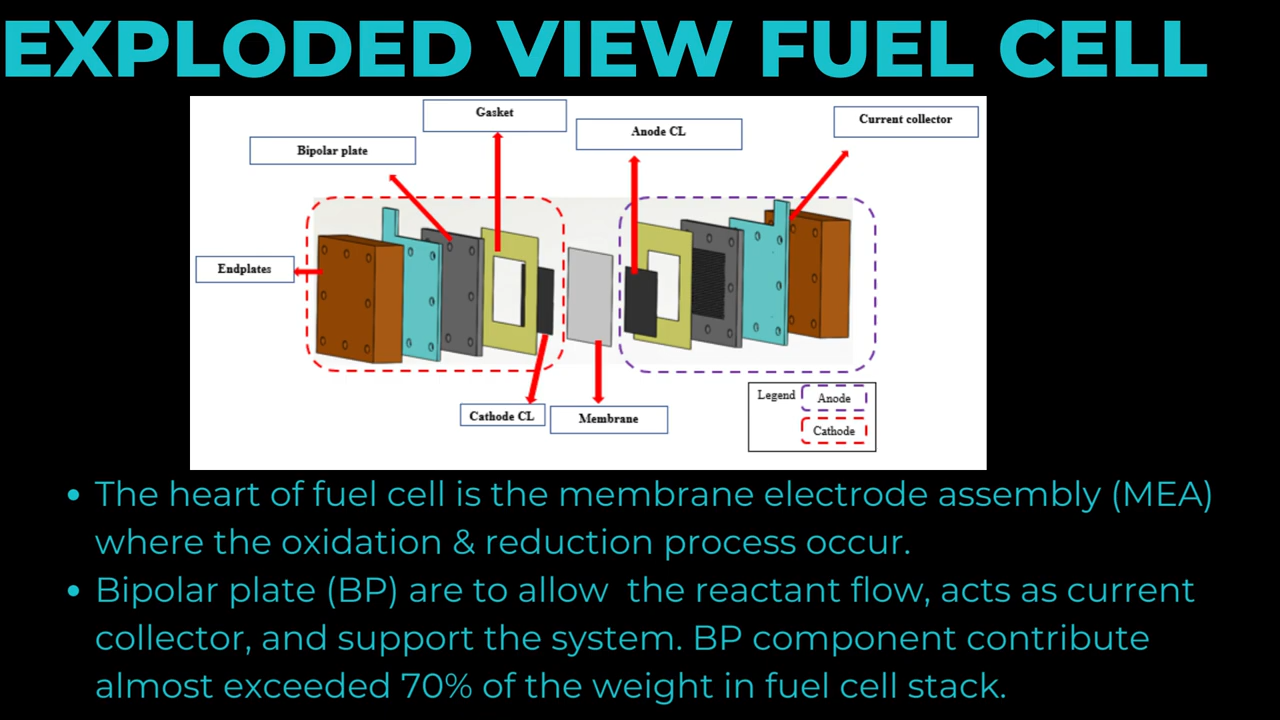 EXPLODED VIEW FUEL CELL
Gasket
Anode CL
Current collector
Bipolar plate
Endplates
Cathode CL
Membrane
Legend
Anode
Cathode
• The heart of fuel cell is the membrane electrode assembly (MEA)
where the oxidation & reduction process occur.
• Bipolar plate (BP) are to allow  the reactant flow, acts as current
collector, and support the system. BP component contribute
almost exceeded 70% of the weight in fuel cell stack.